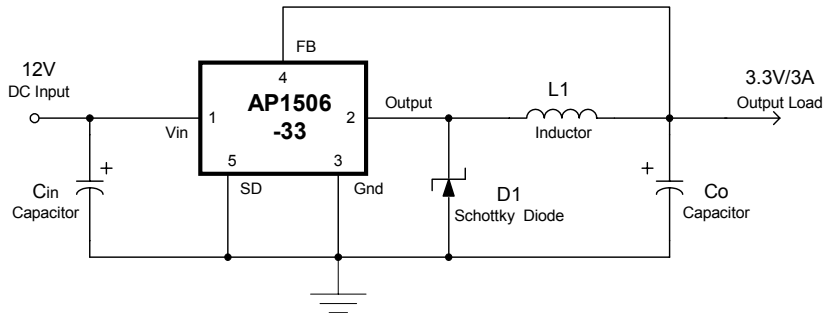 FB
12V
DC Input
4
AP1506
-33
1
2
Vin
Output
L1
Inductor
3.3V/3A
Output Load
5
3
SD
Gnd
+
Cin
Capacitor
D1
Schottky Diode
+
Co
Capacitor